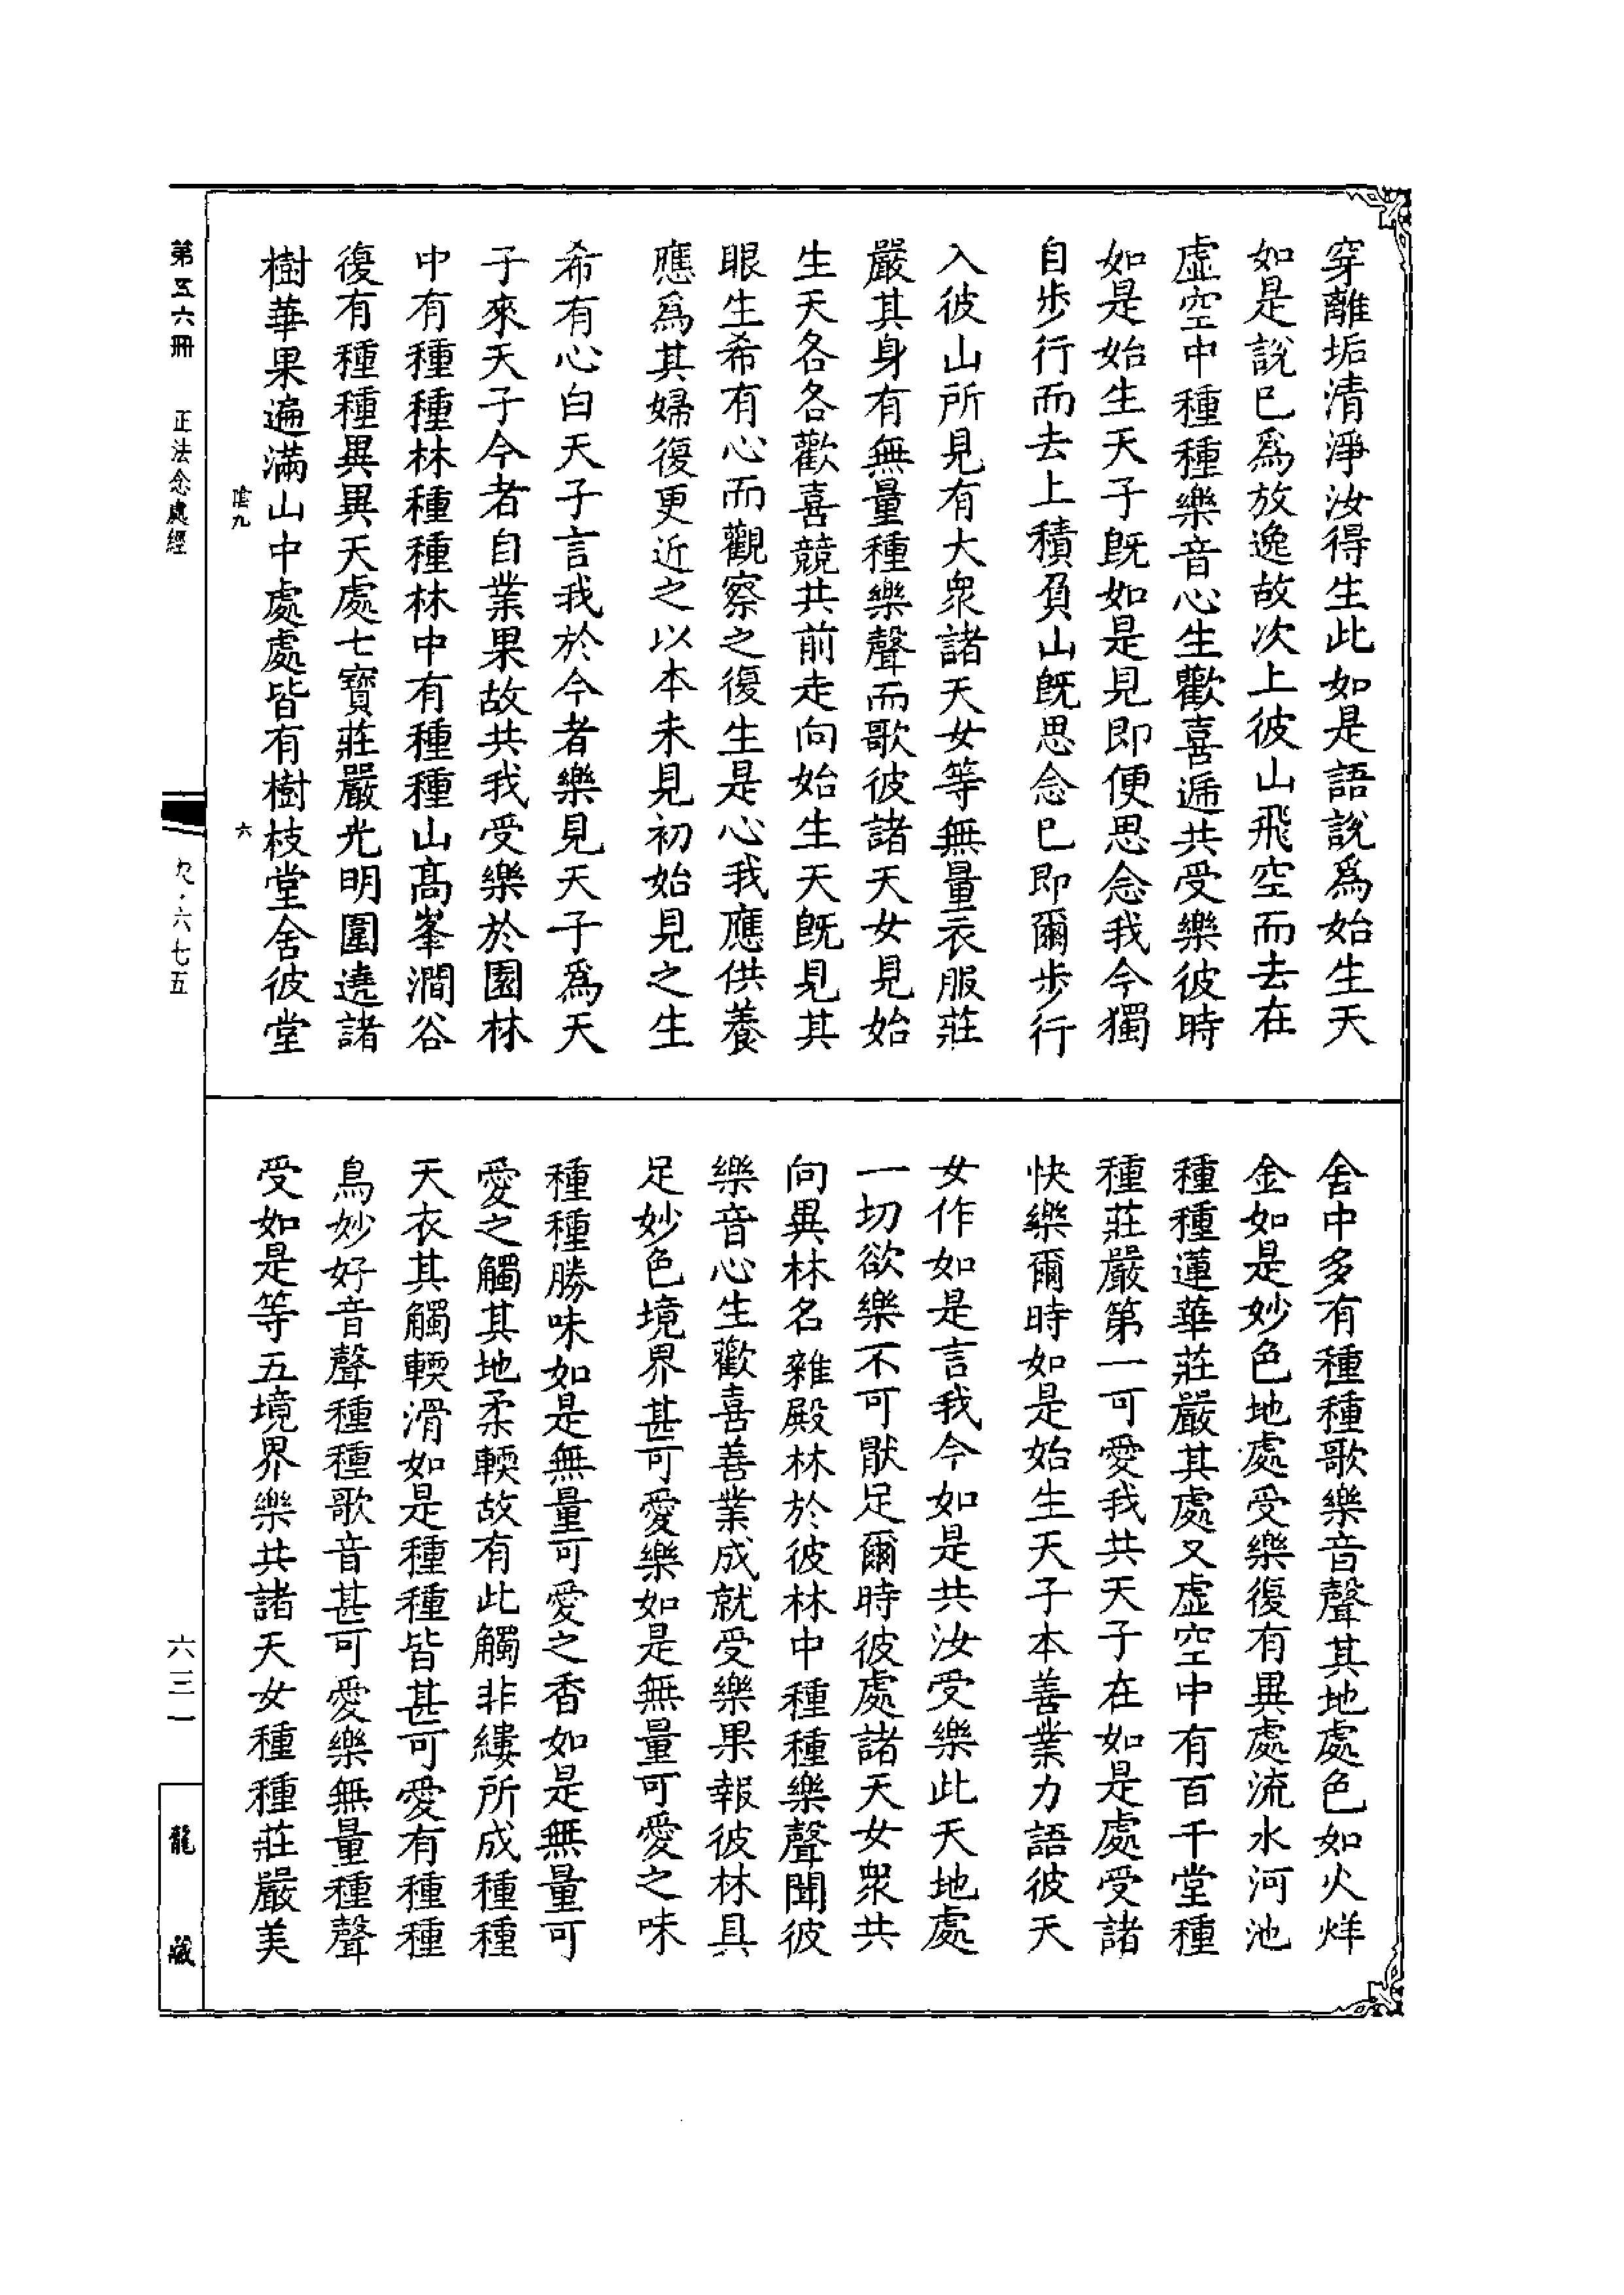 穿離垢清淨汝得生此如是語說爲始生天
如是說已爲放逸故次上彼山飛空而去在
虛空中種種樂音心生歡喜遞共受樂彼時
如是始生天子既如是見即便思念我今獨
自步行而去上積負山既思念已即爾步行
入彼山所見有大衆諸天女等無量衣服莊
嚴其身有無量種樂聲而歌彼諸天女見始
生天各各歡喜競共前走向始生天既見其
眼生希有心而觀察之復生是心我應供養
應爲其婦復更近之以本未見初始見之生
希有心白天子言我於今者樂見天子爲天
子來天子今者自業果故共我受樂於園林
中有種種林種種林中有種種山高峯澗谷
復有種種異異天處七寶莊嚴光明圍遶諸
樹華果遍滿山中處處皆有樹枝堂舍彼堂
陰九
六
舍中多有種種歌樂音聲其地處色如火烊
金如是妙色地處受樂復有異處流水河池
種種蓮華莊嚴其處又虛空中有百千堂種
種莊嚴第一可愛我共天子在如是處受諸
快樂爾時如是始生天子本善業力語彼天
女作如是言我今如是共汝受樂此天地處
一切欲樂不可厭足爾時彼處諸天女衆共
向異林名雜殿林於彼林中種種樂聲聞彼
樂音心生歡喜善業成就受樂果報彼林具
足妙色境界甚可愛樂如是無量可愛之味
種種勝味如是無量可愛之香如是無量可
愛之觸其地柔輭故有此觸非縷所成種種
天衣其觸輭滑如是種種皆甚可愛有種種
鳥妙好音聲種種歌音甚可愛樂無量種聲
受如是等五境界樂共諸天女種種莊嚴美
第五六冊
正法念處經
九·六七五
六三一
龍藏